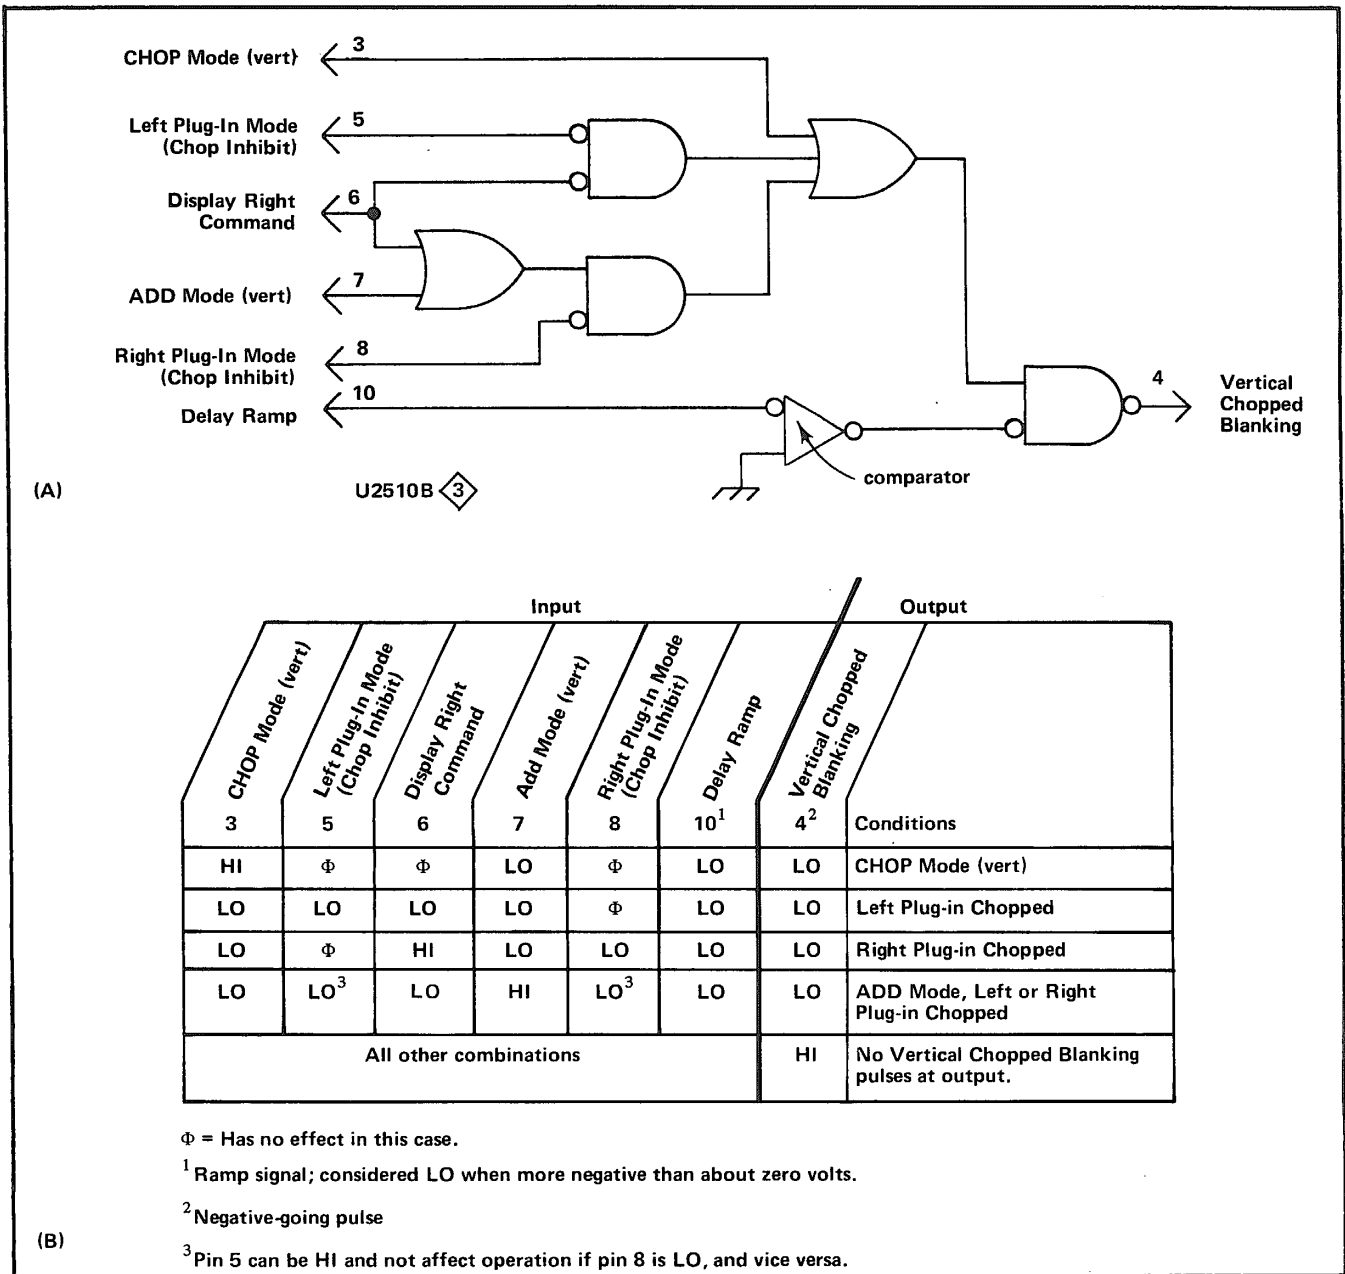 CHOP Mode (vert)
3
Left Plug-In Mode
(Chop Inhibit)
5
Display Right
Command
6
ADD Mode (vert)
7
Right Plug-In Mode
(Chop Inhibit)
8
Delay Ramp
10
4
Vertical
Chopped
Blanking
comparator
(A)
U2510B 3
Input
Output
CHOP Mode (vert)
Left Plug-In Mode
(Chop Inhibit)
Display Right
Command
Add Mode (vert)
Right Plug-In Mode
(Chop Inhibit)
Delay Ramp
Vertical Chopped
Blanking
3 5 6 7 8 10¹ 4² Conditions
HI Φ Φ LO Φ LO LO CHOP Mode (vert)
LO LO LO LO Φ LO LO Left Plug-in Chopped
LO Φ HI LO LO LO LO Right Plug-in Chopped
LO LO³ LO HI LO³ LO LO ADD Mode, Left or Right
Plug-in Chopped
All other combinations HI No Vertical Chopped Blanking
pulses at output.
Φ = Has no effect in this case.
¹Ramp signal; considered LO when more negative than about zero volts.
²Negative-going pulse
(B)
³Pin 5 can be HI and not affect operation if pin 8 is LO, and vice versa.